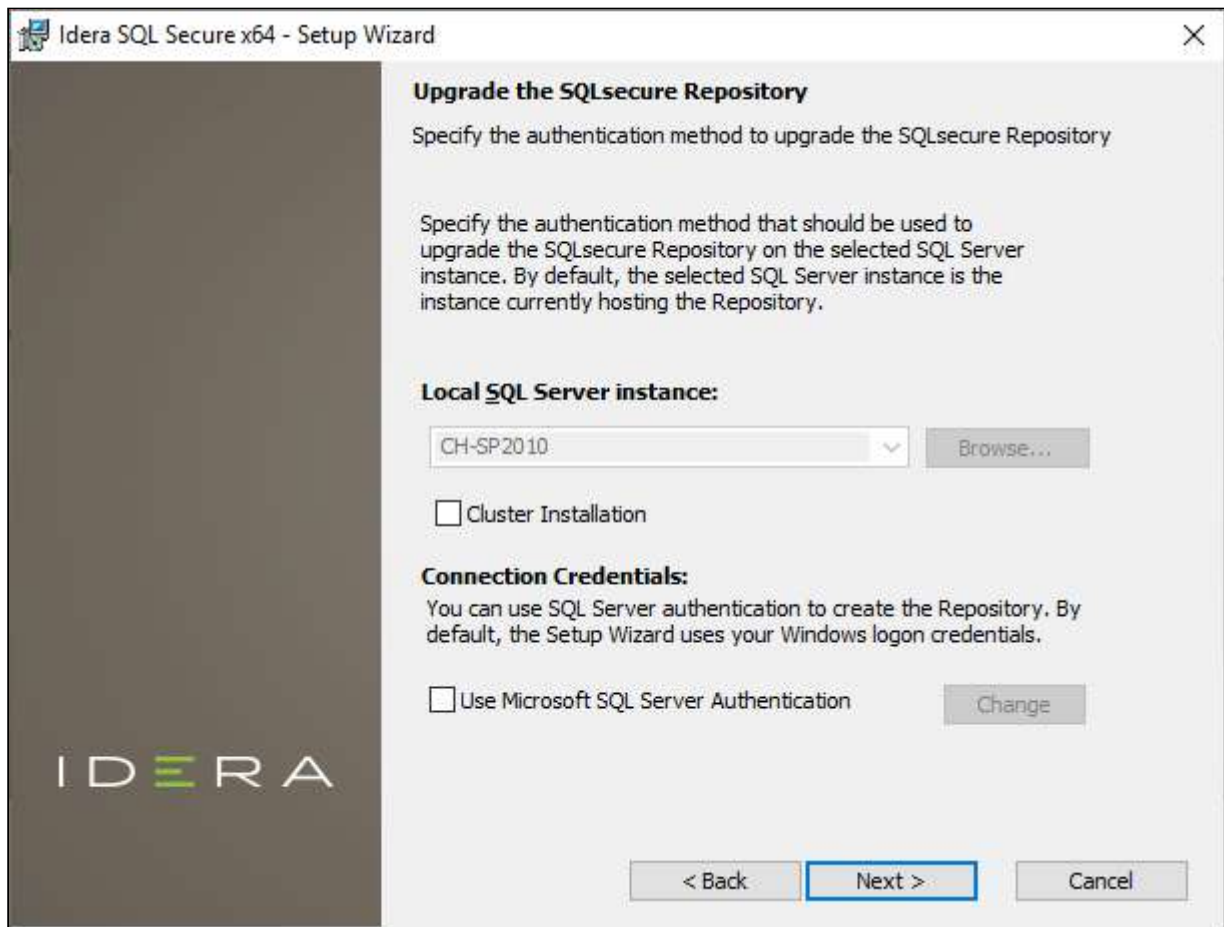 Idera SQL Secure x64 - Setup Wizard
Upgrade the SQLsecure Repository
Specify the authentication method to upgrade the SQLsecure Repository
Specify the authentication method that should be used to
upgrade the SQLsecure Repository on the selected SQL Server
instance. By default, the selected SQL Server instance is the
instance currently hosting the Repository.
Local SQL Server instance:
CH-SP2010
Browse...
Cluster Installation
Connection Credentials:
You can use SQL Server authentication to create the Repository. By
default, the Setup Wizard uses your Windows logon credentials.
Use Microsoft SQL Server Authentication
Change
IDERA
< Back
Next >
Cancel